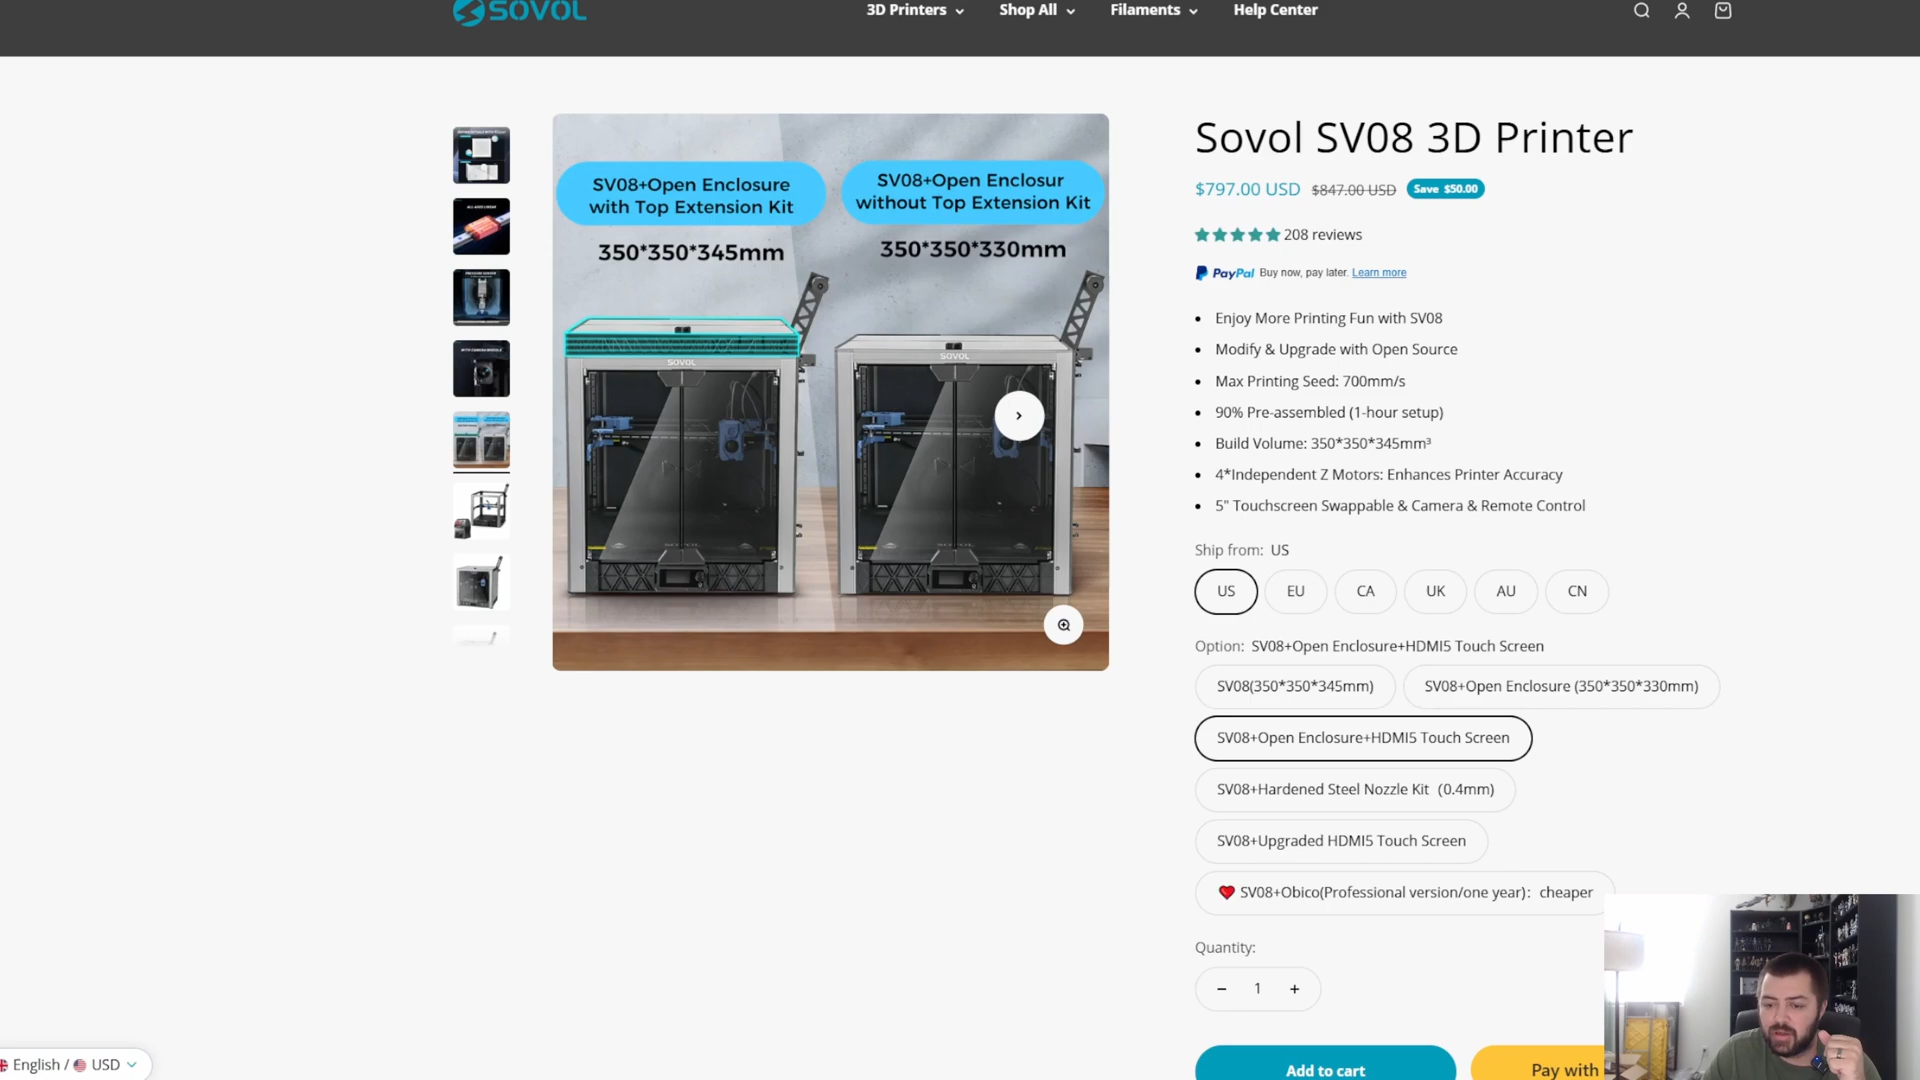 SOVOL
3D Printers
Shop All
Filaments
Help Center
SV08+Open Enclosure
with Top Extension Kit
350*350*345mm
SV08+Open Enclosur
without Top Extension Kit
350*350*330mm
SOVOL
SOVOL
Sovol SV08 3D Printer
$797.00 USD $847.00 USD Save $50.00
208 reviews
PayPal Buy now, pay later. Learn more
Enjoy More Printing Fun with SV08
Modify & Upgrade with Open Source
Max Printing Seed: 700mm/s
90% Pre-assembled (1-hour setup)
Build Volume: 350*350*345mm³
4*Independent Z Motors: Enhances Printer Accuracy
5" Touchscreen Swappable & Camera & Remote Control
Ship from: US
US EU CA UK AU CN
Option: SV08+Open Enclosure+HDMI5 Touch Screen
SV08(350*350*345mm) SV08+Open Enclosure (350*350*330mm)
SV08+Open Enclosure+HDMI5 Touch Screen
SV08+Hardened Steel Nozzle Kit（0.4mm)
SV08+Upgraded HDMI5 Touch Screen
SV08+Obico(Professional version/one year)：cheaper
Quantity:
− 1 +
Add to cart
Pay with
English / USD